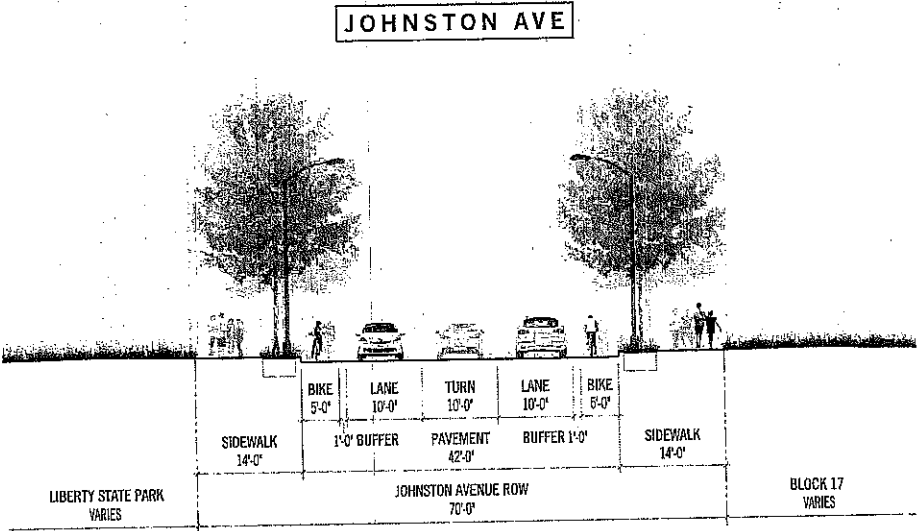 JOHNSTON AVE
BIKE LANE TURN LANE BIKE
5'-0" 10'-0" 10'-0" 10'-0" 5'-0"
SIDEWALK 1'-0" BUFFER PAVEMENT BUFFER 1'-0" SIDEWALK
14'-0" 42'-0" 14'-0"
LIBERTY STATE PARK JOHNSTON AVENUE ROW BLOCK 17
VARIES 70'-0" VARIES